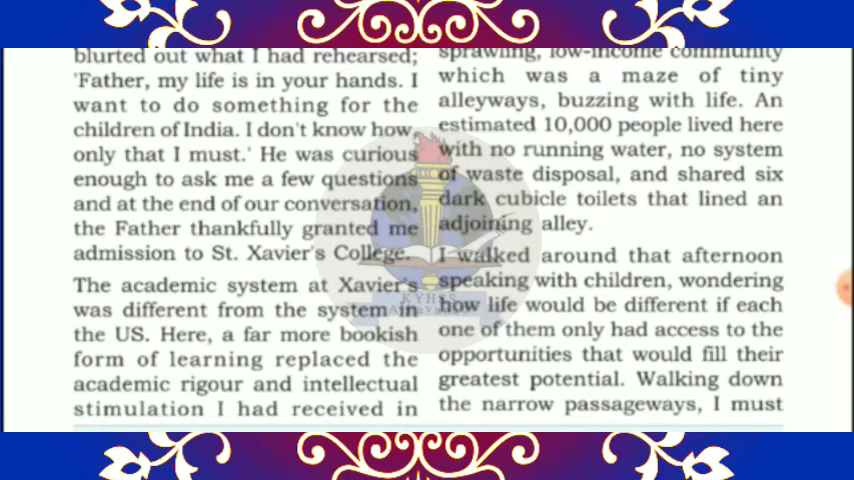 blurted out what I had rehearsed;
'Father, my life is in your hands. I
want to do something for the
children of India. I don't know how,
only that I must.' He was curious
enough to ask me a few questions
and at the end of our conversation,
the Father thankfully granted me
admission to St. Xavier's College.
The academic system at Xavier's
was different from the system in
the US. Here, a far more bookish
form of learning replaced the
academic rigour and intellectual
stimulation I had received in
sprawling, low-income community
which was a maze of tiny
alleyways, buzzing with life. An
estimated 10,000 people lived here
with no running water, no system
of waste disposal, and shared six
dark cubicle toilets that lined an
adjoining alley.
I walked around that afternoon
speaking with children, wondering
how life would be different if each
one of them only had access to the
opportunities that would fill their
greatest potential. Walking down
the narrow passageways, I must